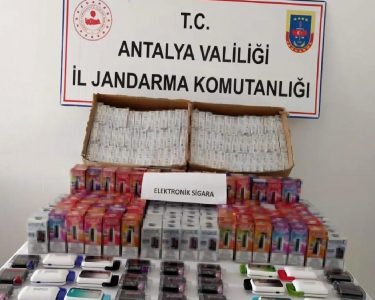 T.C.
ANTALYA VALİLİĞİ
İL JANDARMA KOMUTANLIĞI
ELEKTRONİK SİGARA